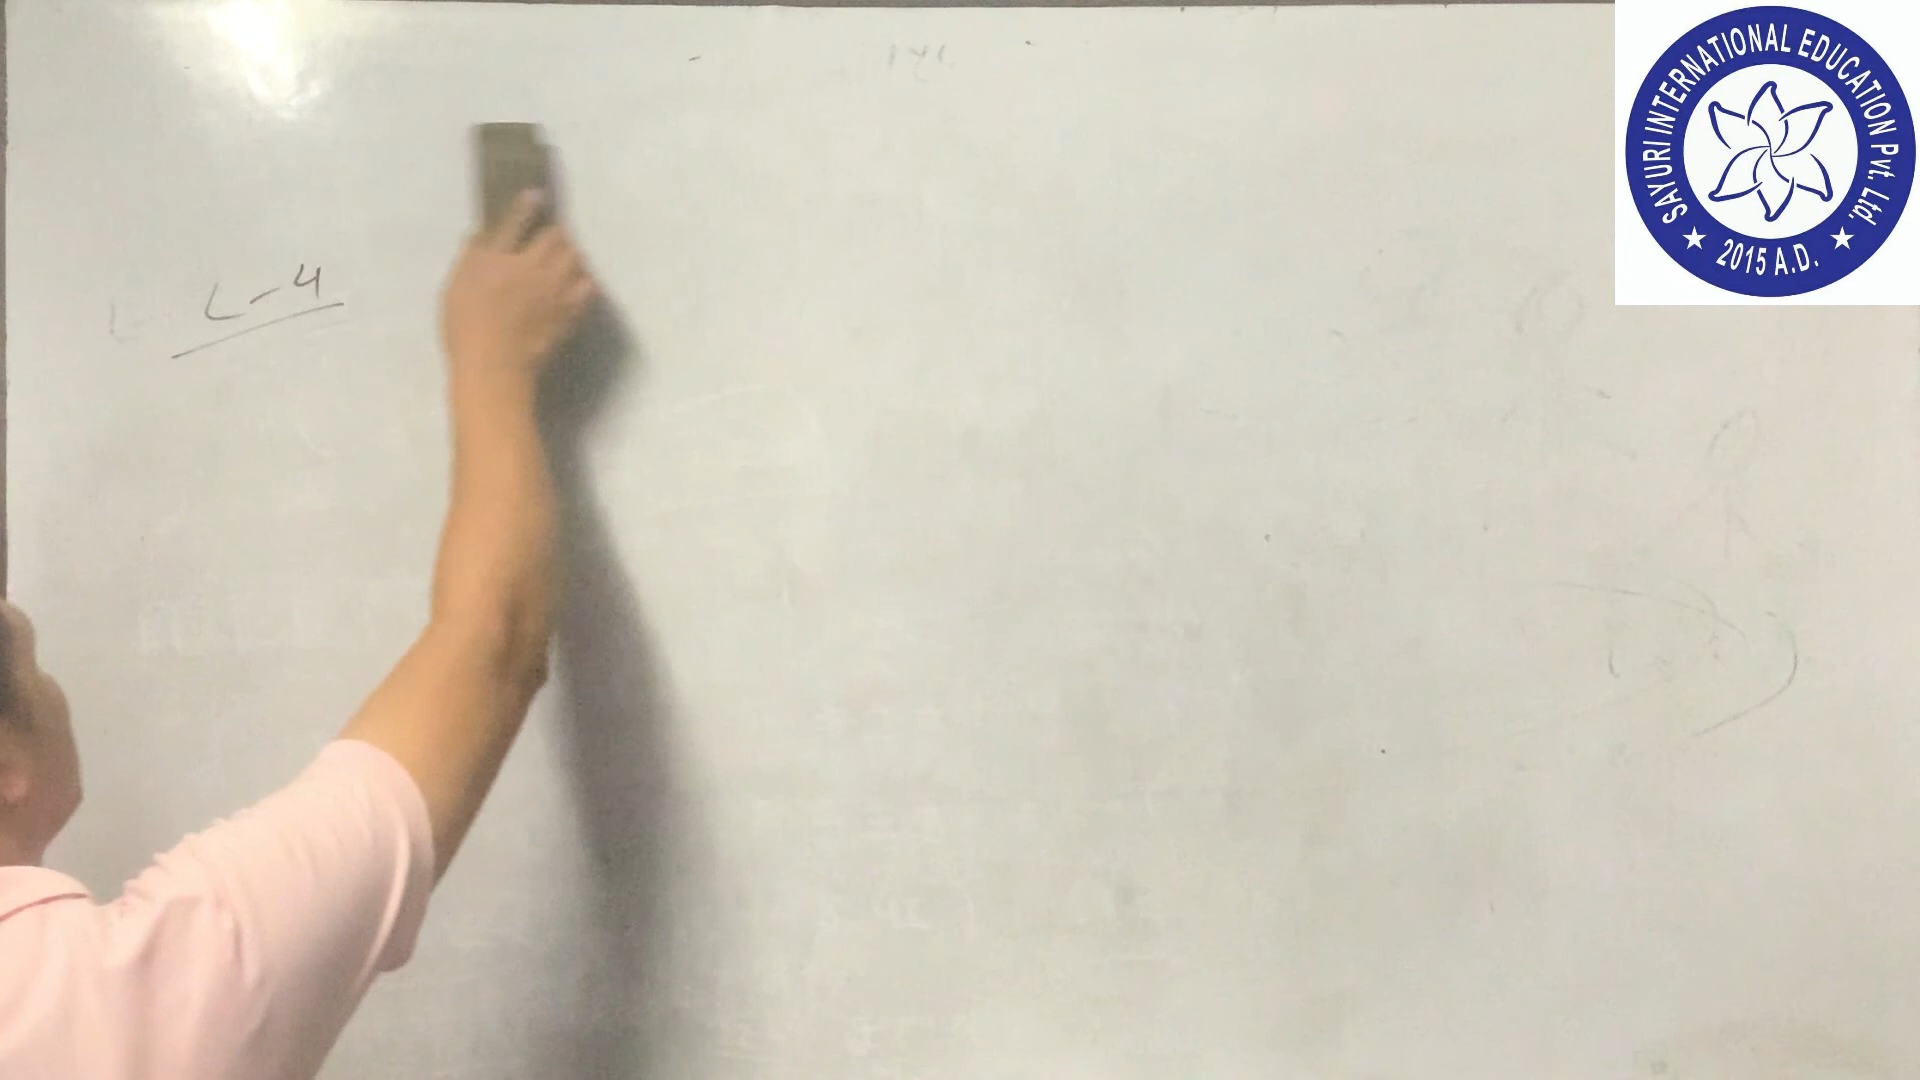 L-4
SAYURI INTERNATIONAL EDUCATION Pvt. Ltd.
★ 2015 A.D. ★